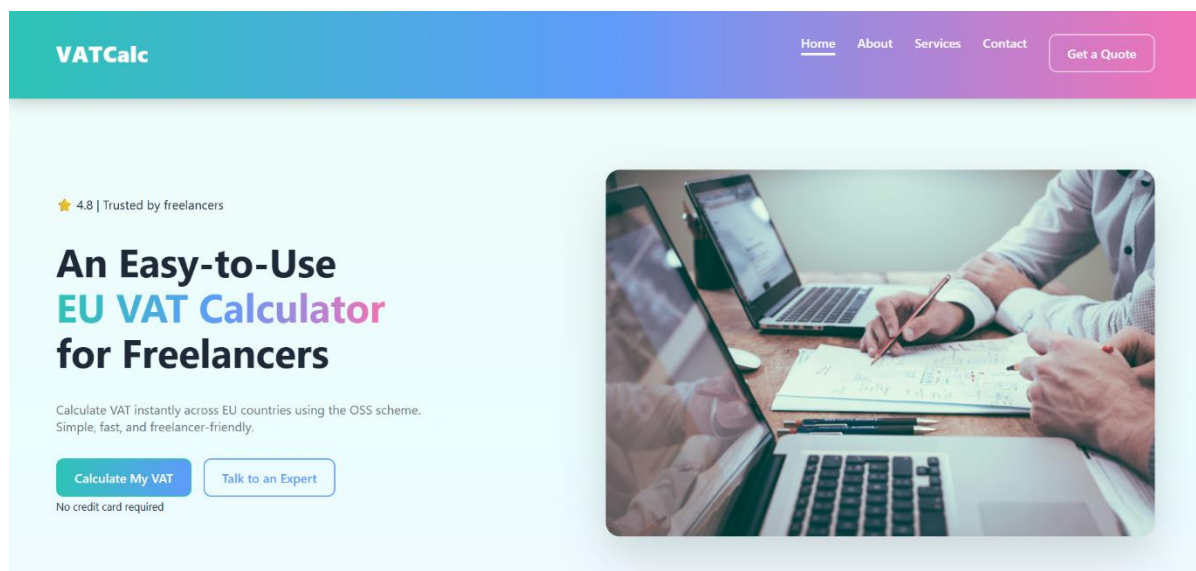 VATCalc
Home About Services Contact Get a Quote
⭐ 4.8 | Trusted by freelancers
An Easy-to-Use
EU VAT Calculator
for Freelancers
Calculate VAT instantly across EU countries using the OSS scheme.
Simple, fast, and freelancer-friendly.
Calculate My VAT Talk to an Expert
No credit card required